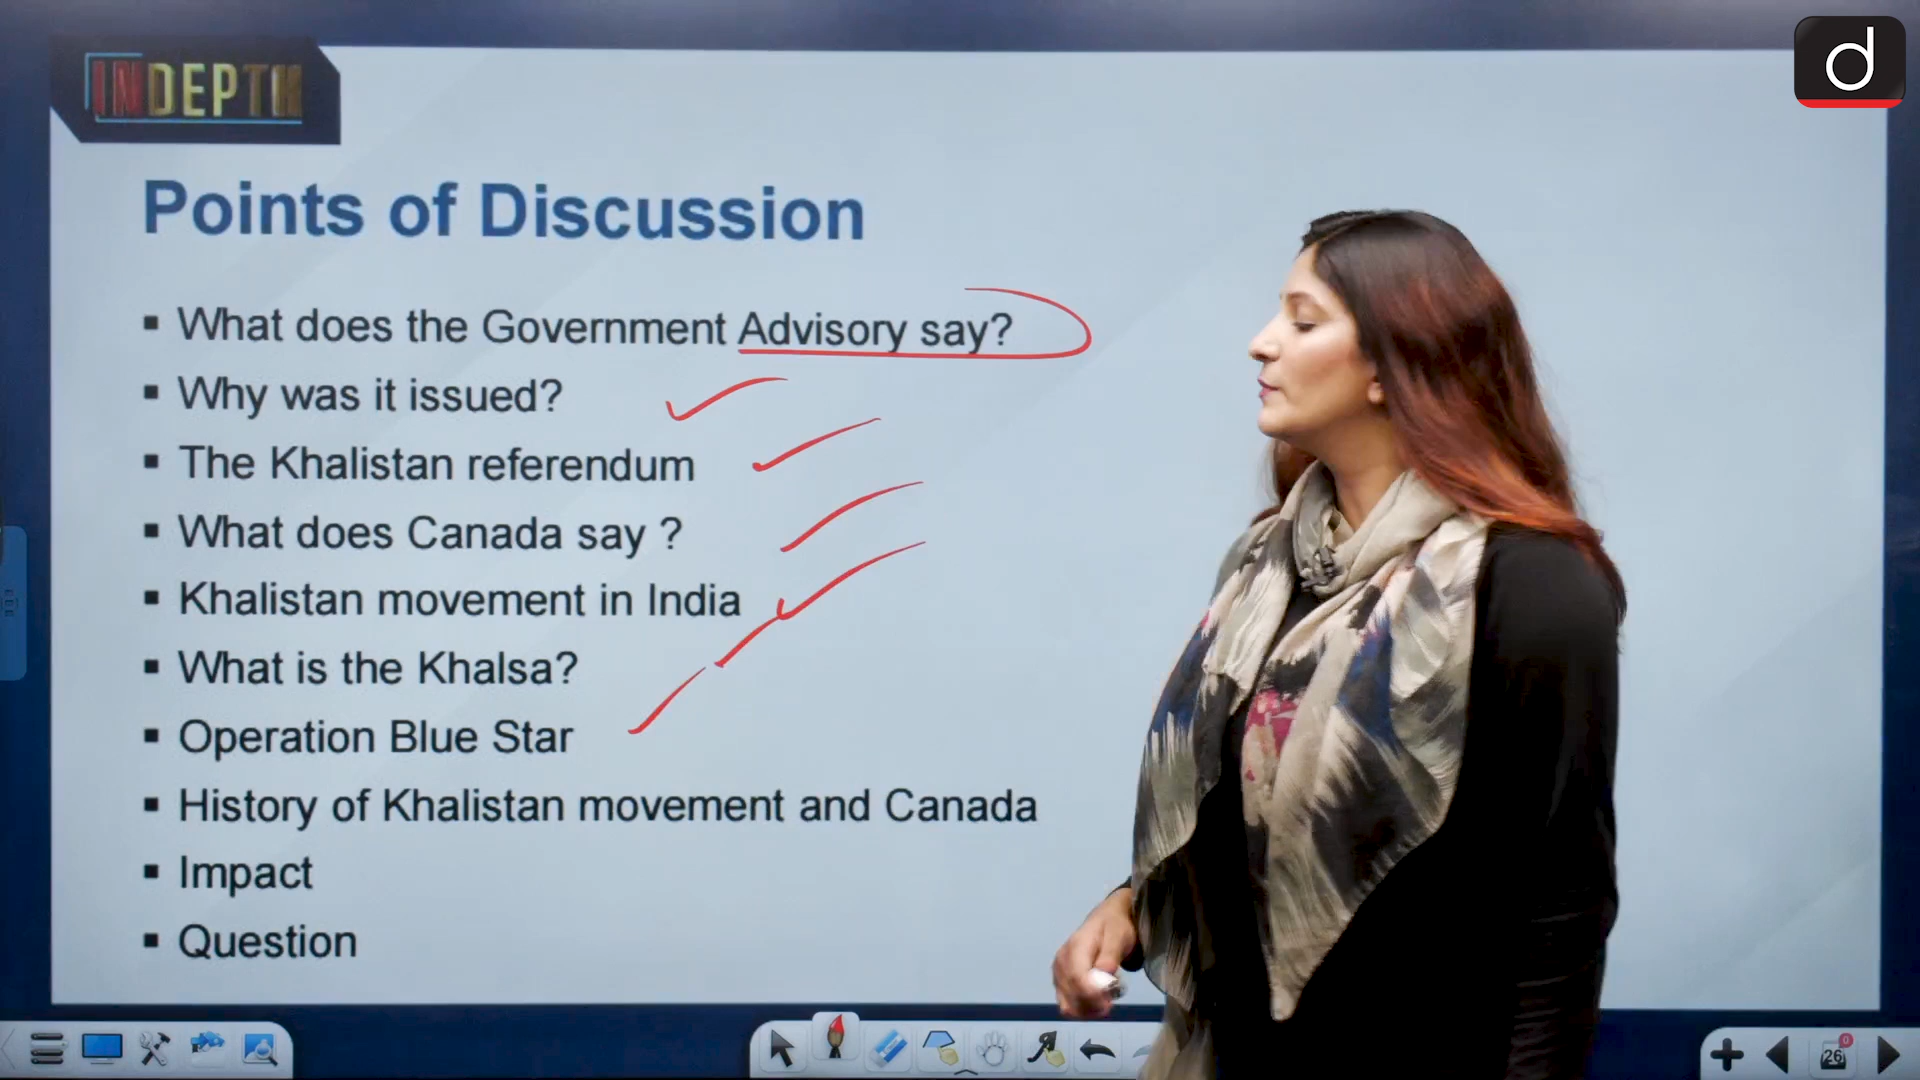 INDEPTH
d
Points of Discussion
▪ What does the Government Advisory say?
▪ Why was it issued?
▪ The Khalistan referendum
▪ What does Canada say ?
▪ Khalistan movement in India
▪ What is the Khalsa?
▪ Operation Blue Star
▪ History of Khalistan movement and Canada
▪ Impact
▪ Question
26
0